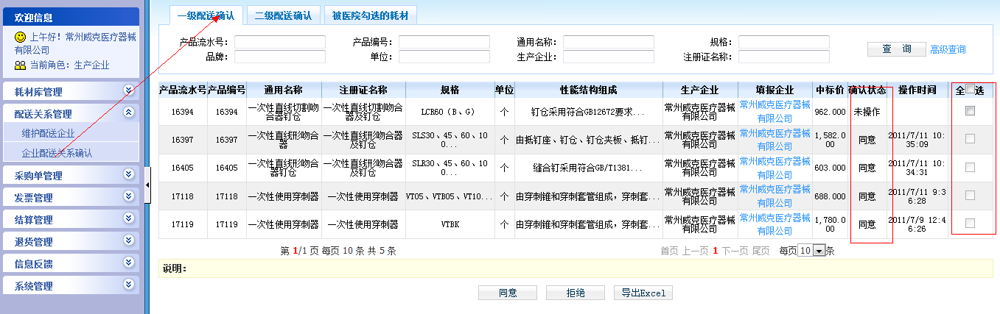 欢迎信息
上午好！常州威克医疗器械
有限公司
当前角色：生产企业
耗材库管理
配送关系管理
维护配送企业
企业配送关系确认
采购单管理
发票管理
结算管理
退货管理
信息反馈
系统管理
一级配送确认 二级配送确认 被医院勾选的耗材
产品流水号： 产品编号： 通用名称： 规格：
品牌： 单位： 生产企业： 注册证名称：
查 询 高级查询
产品流水号 产品编号 通用名称 注册证名称 规格 单位 性能结构组成 生产企业 填报企业 中标价 确认状态 操作时间 全选
16394 16394 一次性直线切割吻合器钉仓 一次性直线切割吻合器及钉仓 LCR60（B、G） 个 钉仓采用符合GB12672要求... 常州威克医疗器械有限公司 常州威克医疗器械有限公司 962.000 未操作
16397 16397 一次性直线形吻合器 一次性直线形吻合器及钉仓 SLS30、45、60、100... 个 由抵钉座、钉仓、钉仓夹板、抵钉... 常州威克医疗器械有限公司 常州威克医疗器械有限公司 1,582.000 同意 2011/7/11 10:35:09
16405 16405 一次性直线形吻合器钉仓 一次性直线形吻合器及钉仓 SLR30、45、60、100... 个 缝合钉采用符合GB/T1381... 常州威克医疗器械有限公司 常州威克医疗器械有限公司 603.000 同意 2011/7/11 10:34:31
17118 17118 一次性使用穿刺器 一次性使用穿刺器 VT05、VTB05、VT10... 个 由穿刺锥和穿刺套管组成，穿刺套... 常州威克医疗器械有限公司 常州威克医疗器械有限公司 688.000 同意 2011/7/11 9:36:28
17119 17119 一次性使用穿刺器 一次性使用穿刺器 VTBK 个 由穿刺锥和穿刺套管组成，穿刺套... 常州威克医疗器械有限公司 常州威克医疗器械有限公司 1,780.000 同意 2011/7/9 12:46:26
第 1/1 页 每页 10 条 共 5 条 首页 上一页 1 下一页 尾页 每页 10 条
说明：
同意 拒绝 导出Excel